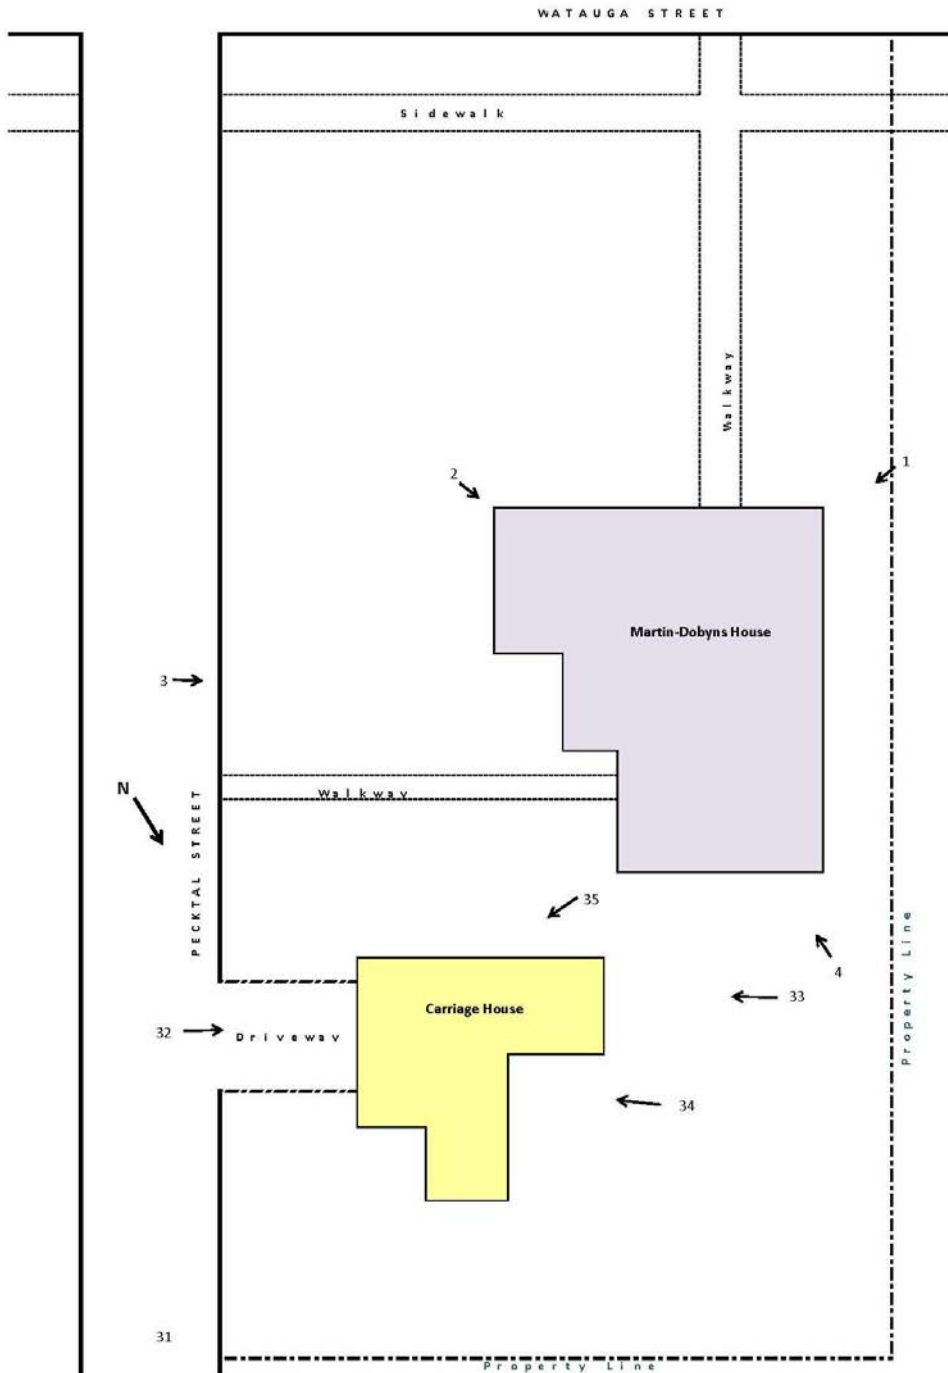 WATAUGA STREET
Sidewalk
Walkway
1
2
Martin-Dobyns House
3
N
Walkway
PECKTAL STREET
35
4
Property Line
33
Carriage House
32
Driveway
34
31
Property Line